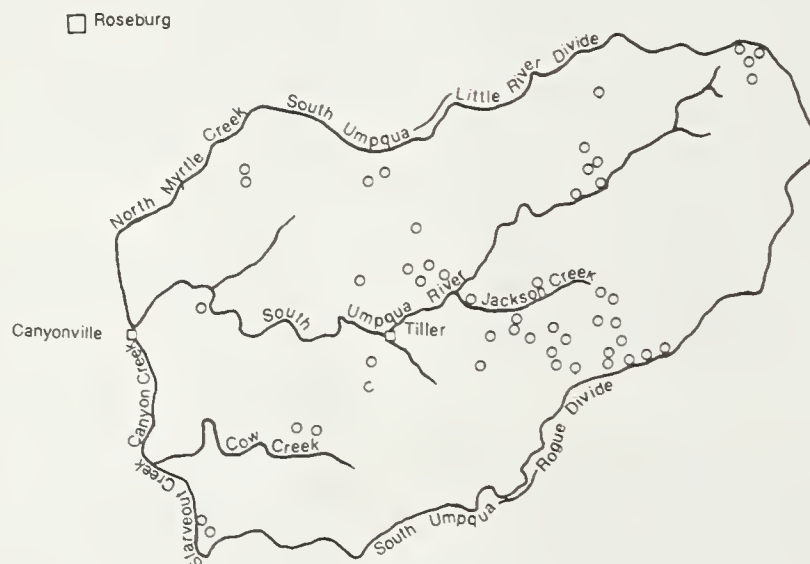 Roseburg
Little River Divide
South Umpqua
North Myrtle Creek
Jackson Creek
South Umpqua River
Canyonville
Tiller
Canyon Creek
Cow Creek
Starveout Creek
Rogue Divide
South Umpqua